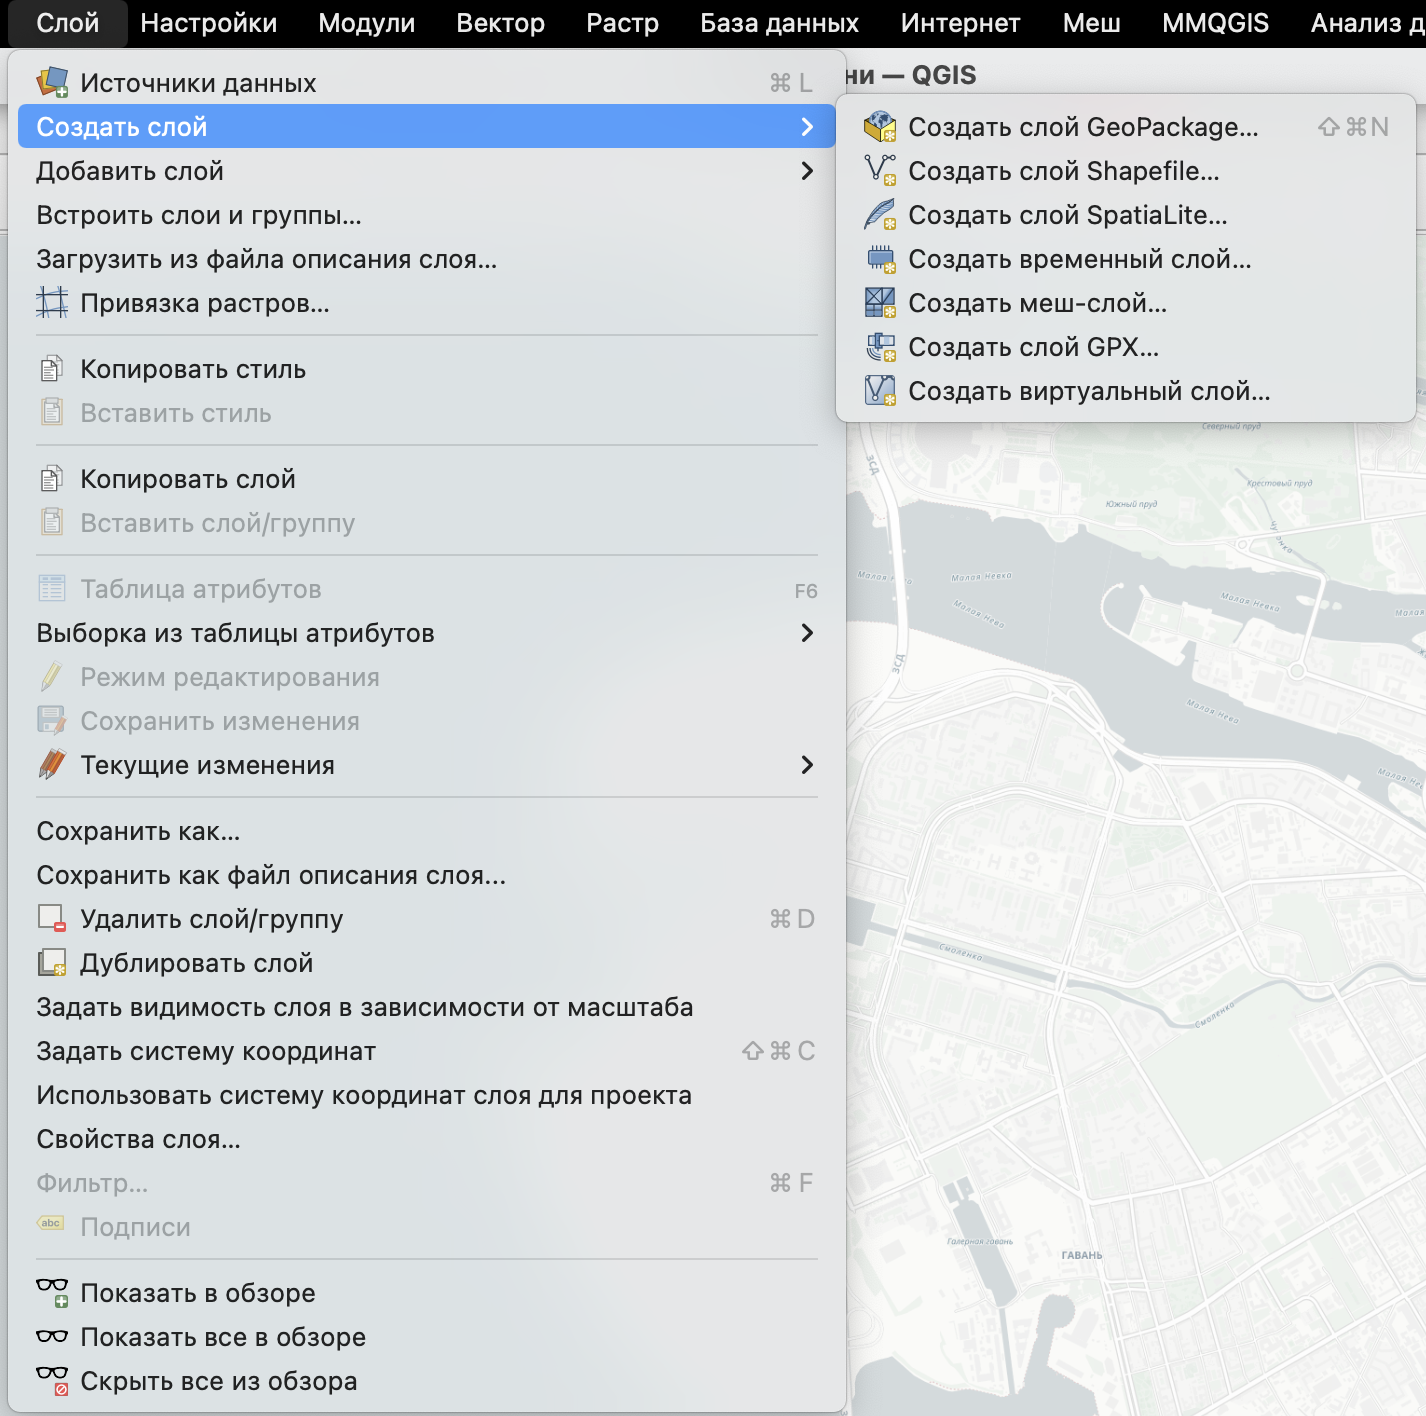 Слой Настройки Модули Вектор Растр База данных Интернет Меш MMQGIS Анализ д
ни — QGIS
Источники данных ⌘ L
Создать слой
Добавить слой
Встроить слои и группы...
Загрузить из файла описания слоя...
Привязка растров...
Копировать стиль
Вставить стиль
Копировать слой
Вставить слой/группу
Таблица атрибутов F6
Выборка из таблицы атрибутов
Режим редактирования
Сохранить изменения
Текущие изменения
Сохранить как...
Сохранить как файл описания слоя...
Удалить слой/группу ⌘ D
Дублировать слой
Задать видимость слоя в зависимости от масштаба
Задать систему координат ⇧ ⌘ C
Использовать систему координат слоя для проекта
Свойства слоя...
Фильтр... ⌘ F
abc Подписи
Показать в обзоре
Показать все в обзоре
Скрыть все из обзора
Создать слой GeoPackage... ⇧ ⌘ N
Создать слой Shapefile...
Создать слой SpatiaLite...
Создать временный слой...
Создать меш-слой...
Создать слой GPX...
Создать виртуальный слой...
Северный пруд
ЗСД
Крестовый пруд
Южный пруд
Малая Невка
Малая Нева
Малая Невка
Малая
ЗСД
Малая Нева
Малая Нев
Смоленка
Смоленка
Галерная гавань
ГАВАНЬ